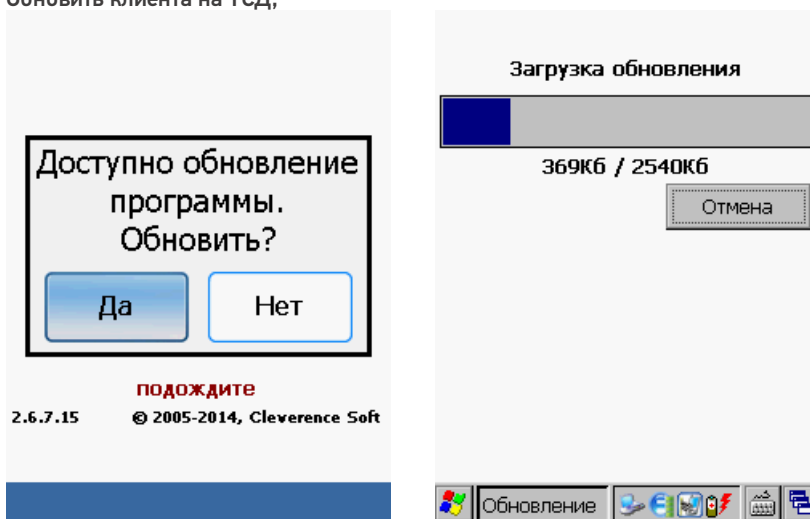 Обновить клиента на ТСД;
Доступно обновление
программы.
Обновить?
Да
Нет
подождите
2.6.7.15
© 2005-2014, Cleverence Soft
Загрузка обновления
369Кб / 2540Кб
Отмена
Обновление